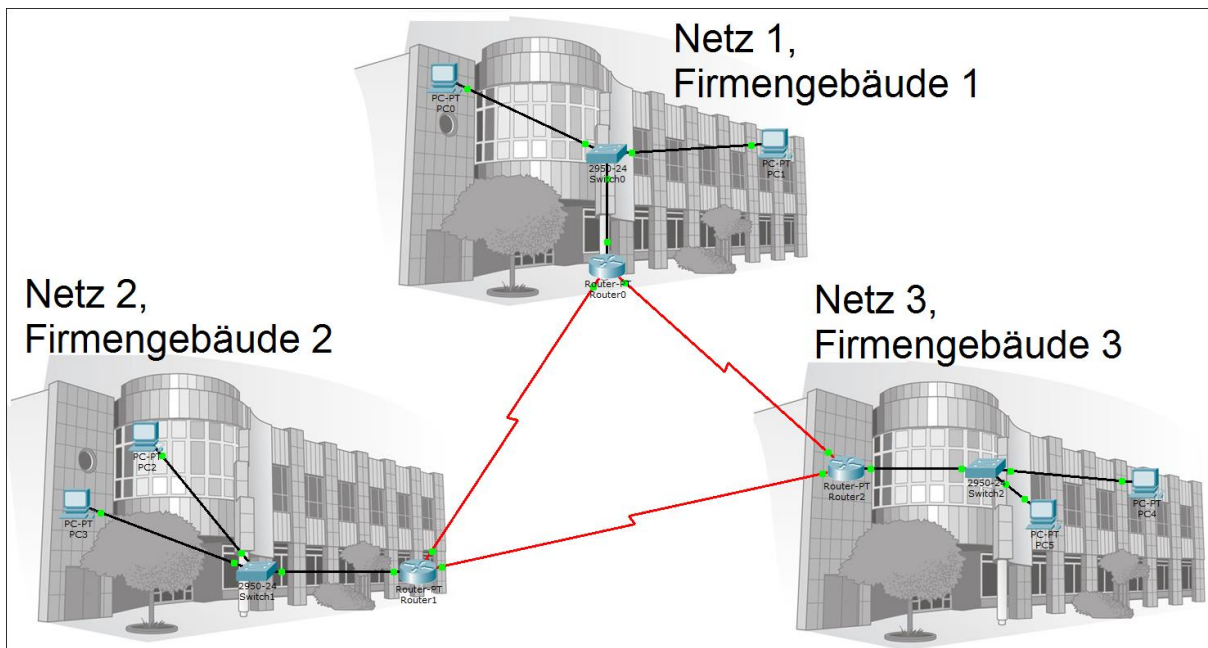 Netz 1,
Firmengebäude 1
PC-PT
PC0
2950-24
Switch0
PC-PT
PC1
Router-PT
Router0
Netz 2,
Firmengebäude 2
PC-PT
PC2
PC-PT
PC3
2950-24
Switch1
Router-PT
Router1
Netz 3,
Firmengebäude 3
Router-PT
Router2
2950-24
Switch2
PC-PT
PC4
PC-PT
PC5